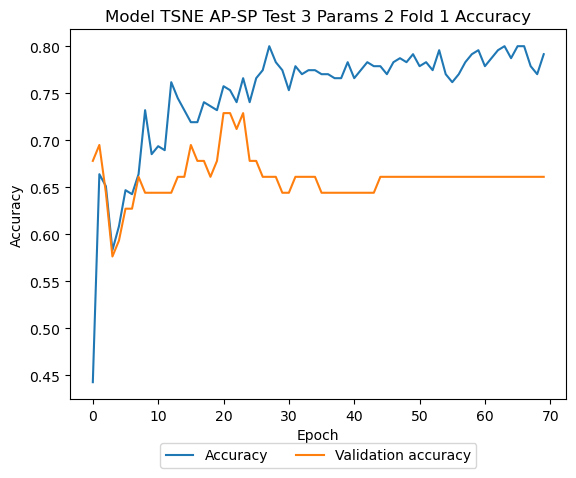 Model TSNE AP-SP Test 3 Params 2 Fold 1 Accuracy
0.80
0.75
0.70
0.65
0.60
0.55
0.50
0.45
Accuracy
0 10 20 30 40 50 60 70
Epoch
Accuracy Validation accuracy